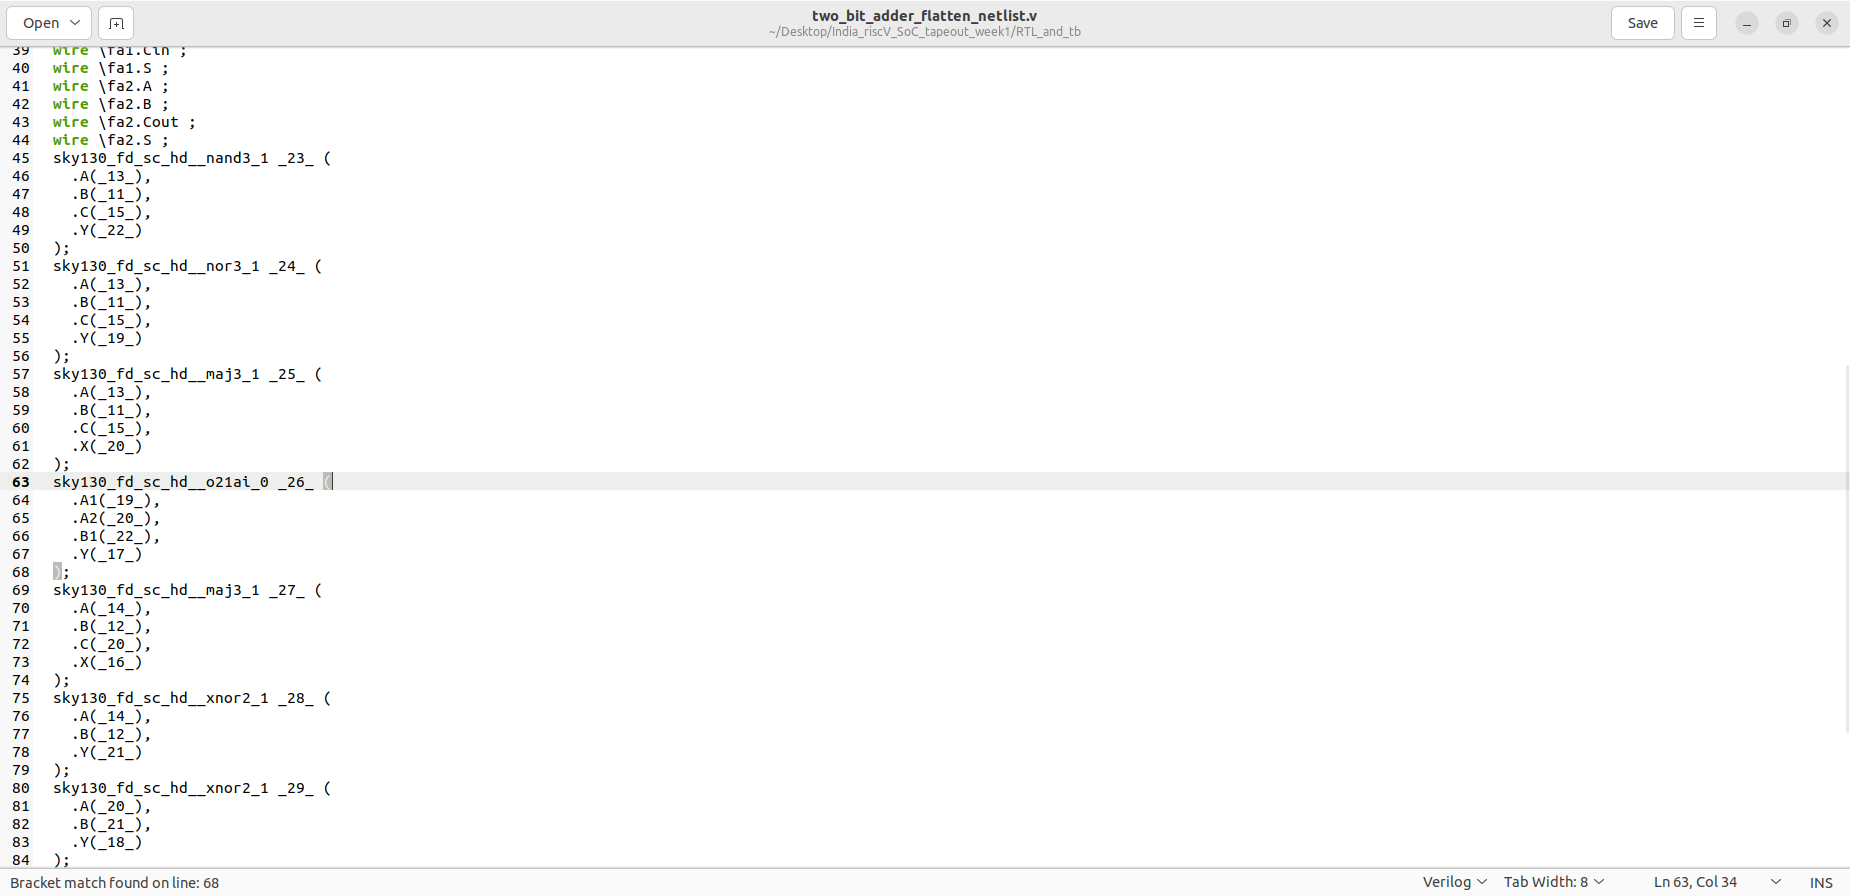 Open
two_bit_adder_flatten_netlist.v
~/Desktop/India_riscV_SoC_tapeout_week1/RTL_and_tb
Save
39 wire \fa1.Cin ;
40 wire \fa1.S ;
41 wire \fa2.A ;
42 wire \fa2.B ;
43 wire \fa2.Cout ;
44 wire \fa2.S ;
45 sky130_fd_sc_hd__nand3_1 _23_ (
46 .A(_13_),
47 .B(_11_),
48 .C(_15_),
49 .Y(_22_)
50 );
51 sky130_fd_sc_hd__nor3_1 _24_ (
52 .A(_13_),
53 .B(_11_),
54 .C(_15_),
55 .Y(_19_)
56 );
57 sky130_fd_sc_hd__maj3_1 _25_ (
58 .A(_13_),
59 .B(_11_),
60 .C(_15_),
61 .X(_20_)
62 );
63 sky130_fd_sc_hd__o21ai_0 _26_ (
64 .A1(_19_),
65 .A2(_20_),
66 .B1(_22_),
67 .Y(_17_)
68 );
69 sky130_fd_sc_hd__maj3_1 _27_ (
70 .A(_14_),
71 .B(_12_),
72 .C(_20_),
73 .X(_16_)
74 );
75 sky130_fd_sc_hd__xnor2_1 _28_ (
76 .A(_14_),
77 .B(_12_),
78 .Y(_21_)
79 );
80 sky130_fd_sc_hd__xnor2_1 _29_ (
81 .A(_20_),
82 .B(_21_),
83 .Y(_18_)
84 );
Bracket match found on line: 68
Verilog
Tab Width: 8
Ln 63, Col 34
INS